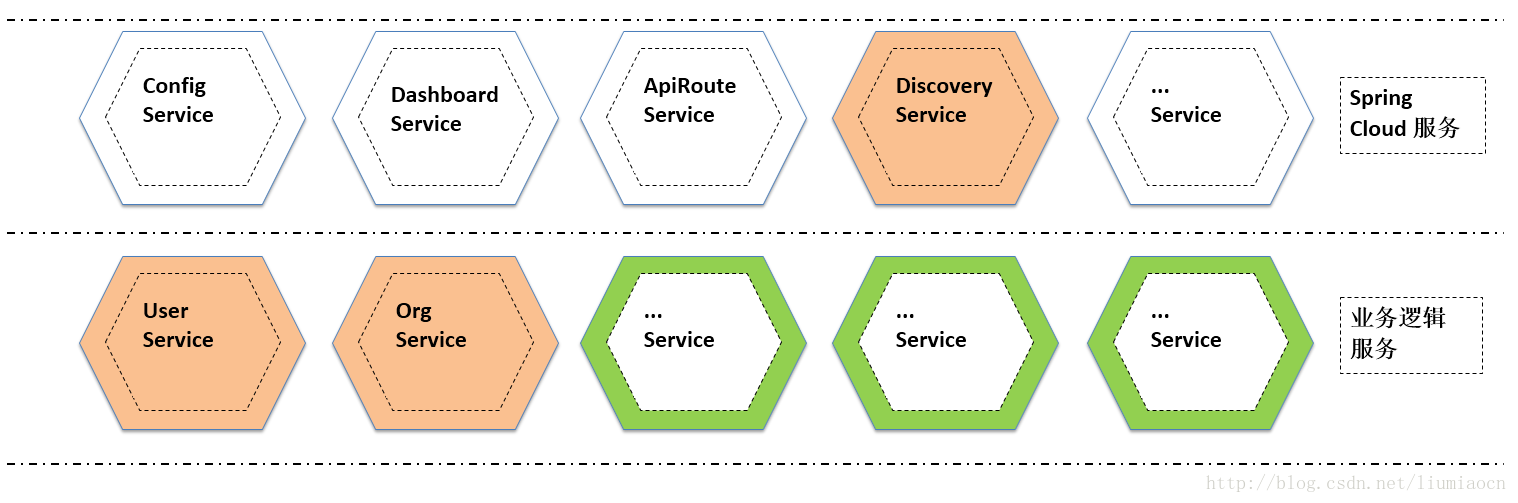 Config
Service
Dashboard
Service
ApiRoute
Service
Discovery
Service
...
Service
Spring
Cloud 服务
User
Service
Org
Service
...
Service
...
Service
...
Service
业务逻辑
服务
http://blog.csdn.net/liumiaocn